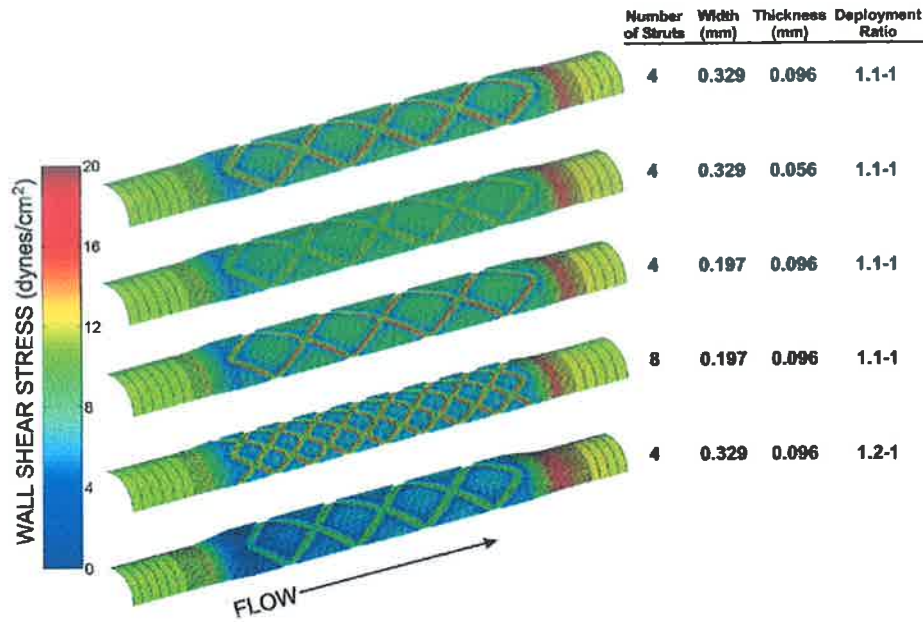 Number Width Thickness Deployment
of Struts (mm) (mm) Ratio
4 0.329 0.096 1.1-1
4 0.329 0.056 1.1-1
4 0.197 0.096 1.1-1
8 0.197 0.096 1.1-1
4 0.329 0.096 1.2-1
WALL SHEAR STRESS (dynes/cm²)
20
16
12
8
4
0
FLOW